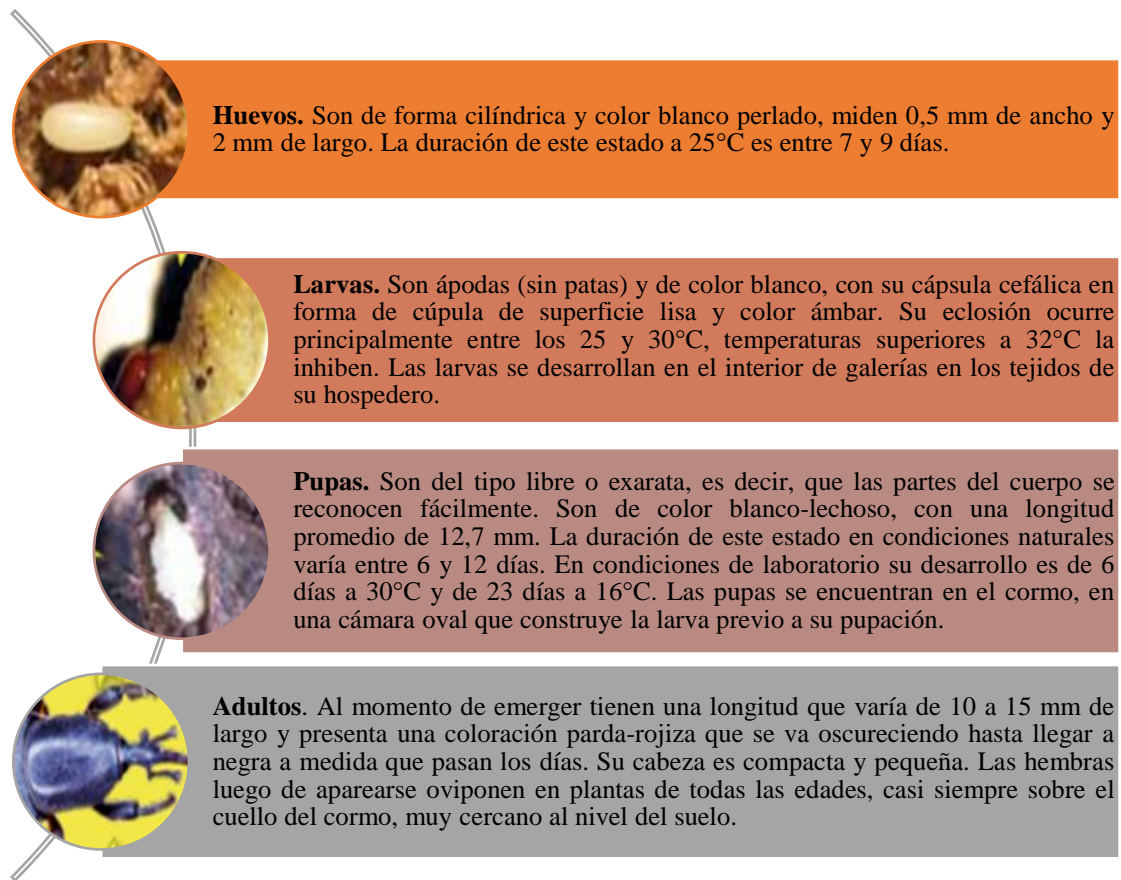 Huevos. Son de forma cilíndrica y color blanco perlado, miden 0,5 mm de ancho y
2 mm de largo. La duración de este estado a 25°C es entre 7 y 9 días.
Larvas. Son ápodas (sin patas) y de color blanco, con su cápsula cefálica en
forma de cúpula de superficie lisa y color ámbar. Su eclosión ocurre
principalmente entre los 25 y 30°C, temperaturas superiores a 32°C la
inhiben. Las larvas se desarrollan en el interior de galerías en los tejidos de
su hospedero.
Pupas. Son del tipo libre o exarata, es decir, que las partes del cuerpo se
reconocen fácilmente. Son de color blanco-lechoso, con una longitud
promedio de 12,7 mm. La duración de este estado en condiciones naturales
varía entre 6 y 12 días. En condiciones de laboratorio su desarrollo es de 6
días a 30°C y de 23 días a 16°C. Las pupas se encuentran en el cormo, en
una cámara oval que construye la larva previo a su pupación.
Adultos. Al momento de emerger tienen una longitud que varía de 10 a 15 mm de
largo y presenta una coloración parda-rojiza que se va oscureciendo hasta llegar a
negra a medida que pasan los días. Su cabeza es compacta y pequeña. Las hembras
luego de aparearse oviponen en plantas de todas las edades, casi siempre sobre el
cuello del cormo, muy cercano al nivel del suelo.